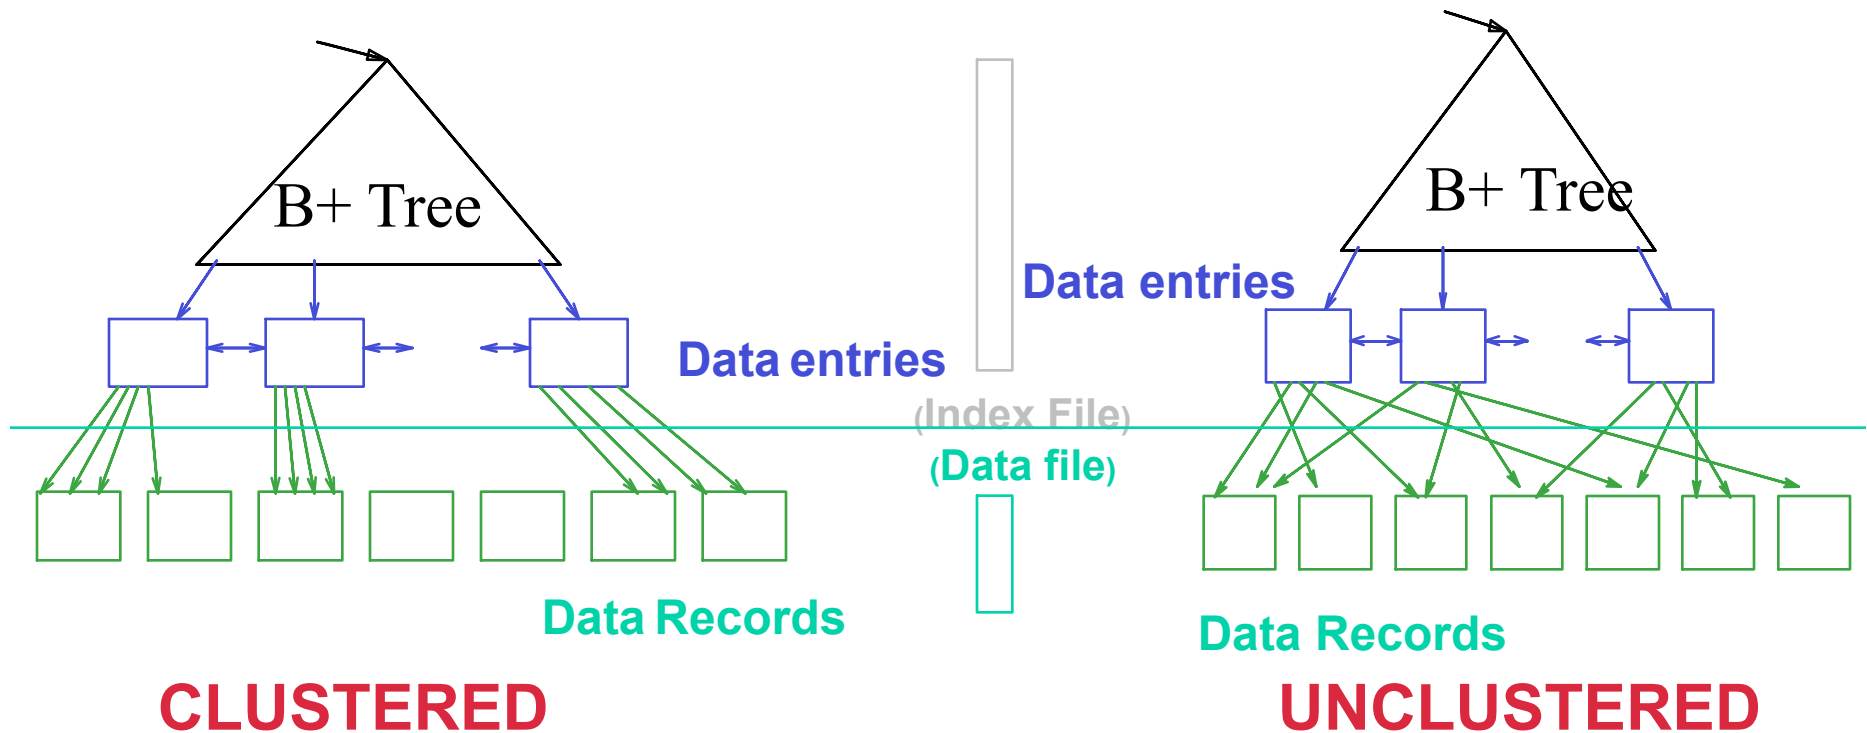 B+ Tree
B+ Tree
Data entries
Data entries
(Index File)
(Data file)
Data Records
Data Records
CLUSTERED
UNCLUSTERED